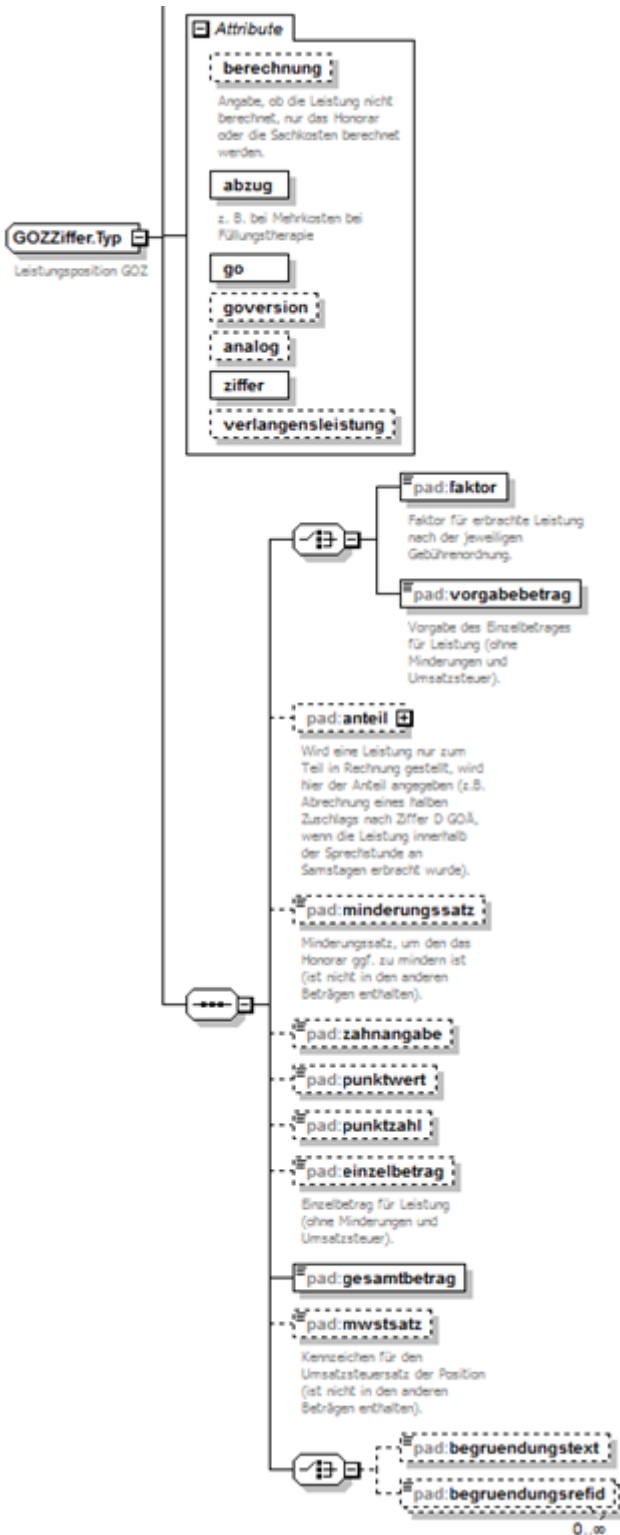 Attribute
berechnung
Angabe, ob die Leistung nicht
berechnet, nur das Honorar
oder die Sachkosten berechnet
werden.
abzug
z. B. bei Mehrkosten bei
Füllungstherapie
GOZZiffer.Typ
Leistungsposition GOZ
go
goversion
analog
ziffer
verlangensleistung
pad:faktor
Faktor für erbrachte Leistung
nach der jeweiligen
Gebührenordnung.
pad:vorgabebetrag
Vorgabe des Einzelbetrages
für Leistung (ohne
Minderungen und
Umsatzsteuer).
pad:anteil
Wird eine Leistung nur zum
Teil in Rechnung gestellt, wird
hier der Anteil angegeben (z.B.
Abrechnung eines halben
Zuschlags nach Ziffer D GOÄ,
wenn die Leistung innerhalb
der Sprechstunde an
Samstagen erbracht wurde).
pad:minderungssatz
Minderungssatz, um den das
Honorar ggf. zu mindern ist
(ist nicht in den anderen
Beträgen enthalten).
pad:zahnangabe
pad:punktwert
pad:punktzahl
pad:einzelbetrag
Einzelbetrag für Leistung
(ohne Minderungen und
Umsatzsteuer).
pad:gesamtbetrag
pad:mwstsatz
Kennzeichen für den
Umsatzsteuersatz der Position
(ist nicht in den anderen
Beträgen enthalten).
pad:begruendungstext
pad:begruendungsrefid
0..∞